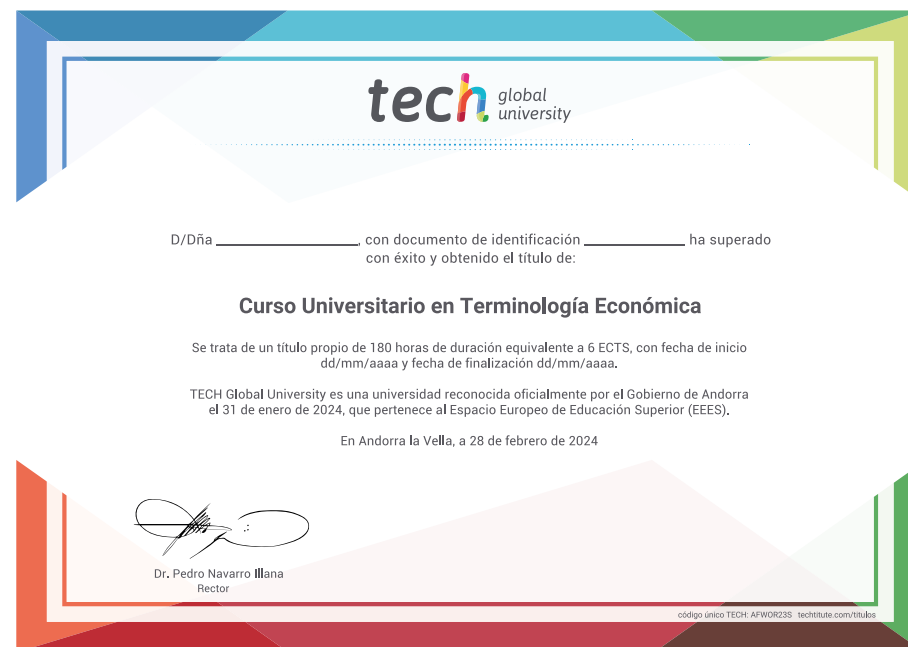 tech global university
D/Dña ____________________, con documento de identificación ______________ ha superado
con éxito y obtenido el título de:
Curso Universitario en Terminología Económica
Se trata de un título propio de 180 horas de duración equivalente a 6 ECTS, con fecha de inicio
dd/mm/aaaa y fecha de finalización dd/mm/aaaa.
TECH Global University es una universidad reconocida oficialmente por el Gobierno de Andorra
el 31 de enero de 2024, que pertenece al Espacio Europeo de Educación Superior (EEES).
En Andorra la Vella, a 28 de febrero de 2024
Dr. Pedro Navarro Illana
Rector
código único TECH: AFWOR23S techtitute.com/titulos